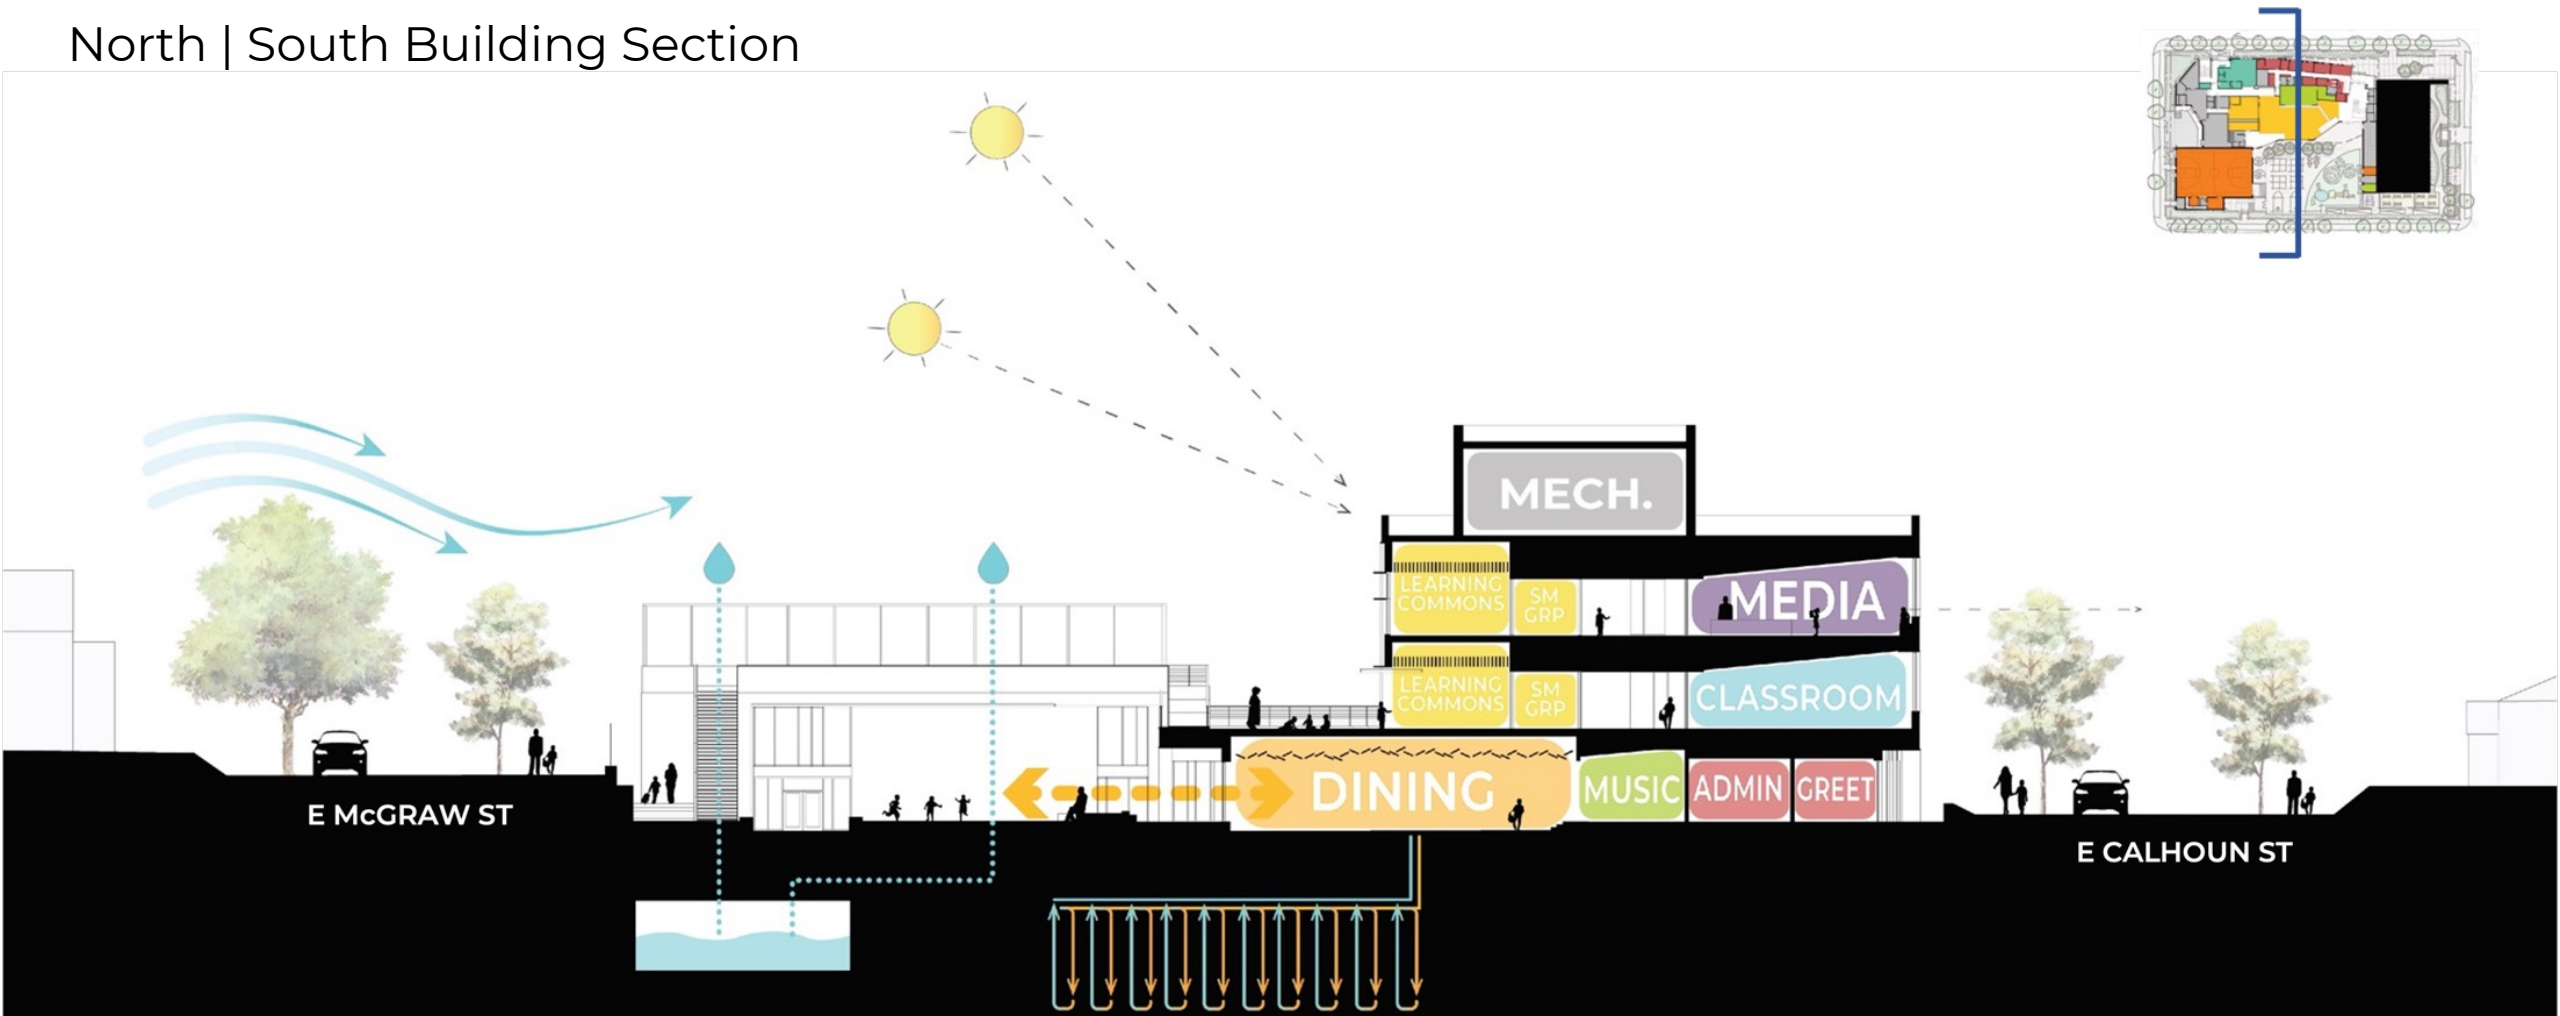 North | South Building Section
MECH.
LEARNING
COMMONS
SM
GRP
MEDIA
LEARNING
COMMONS
SM
GRP
CLASSROOM
DINING
MUSIC
ADMIN
GREET
E McGRAW ST
E CALHOUN ST